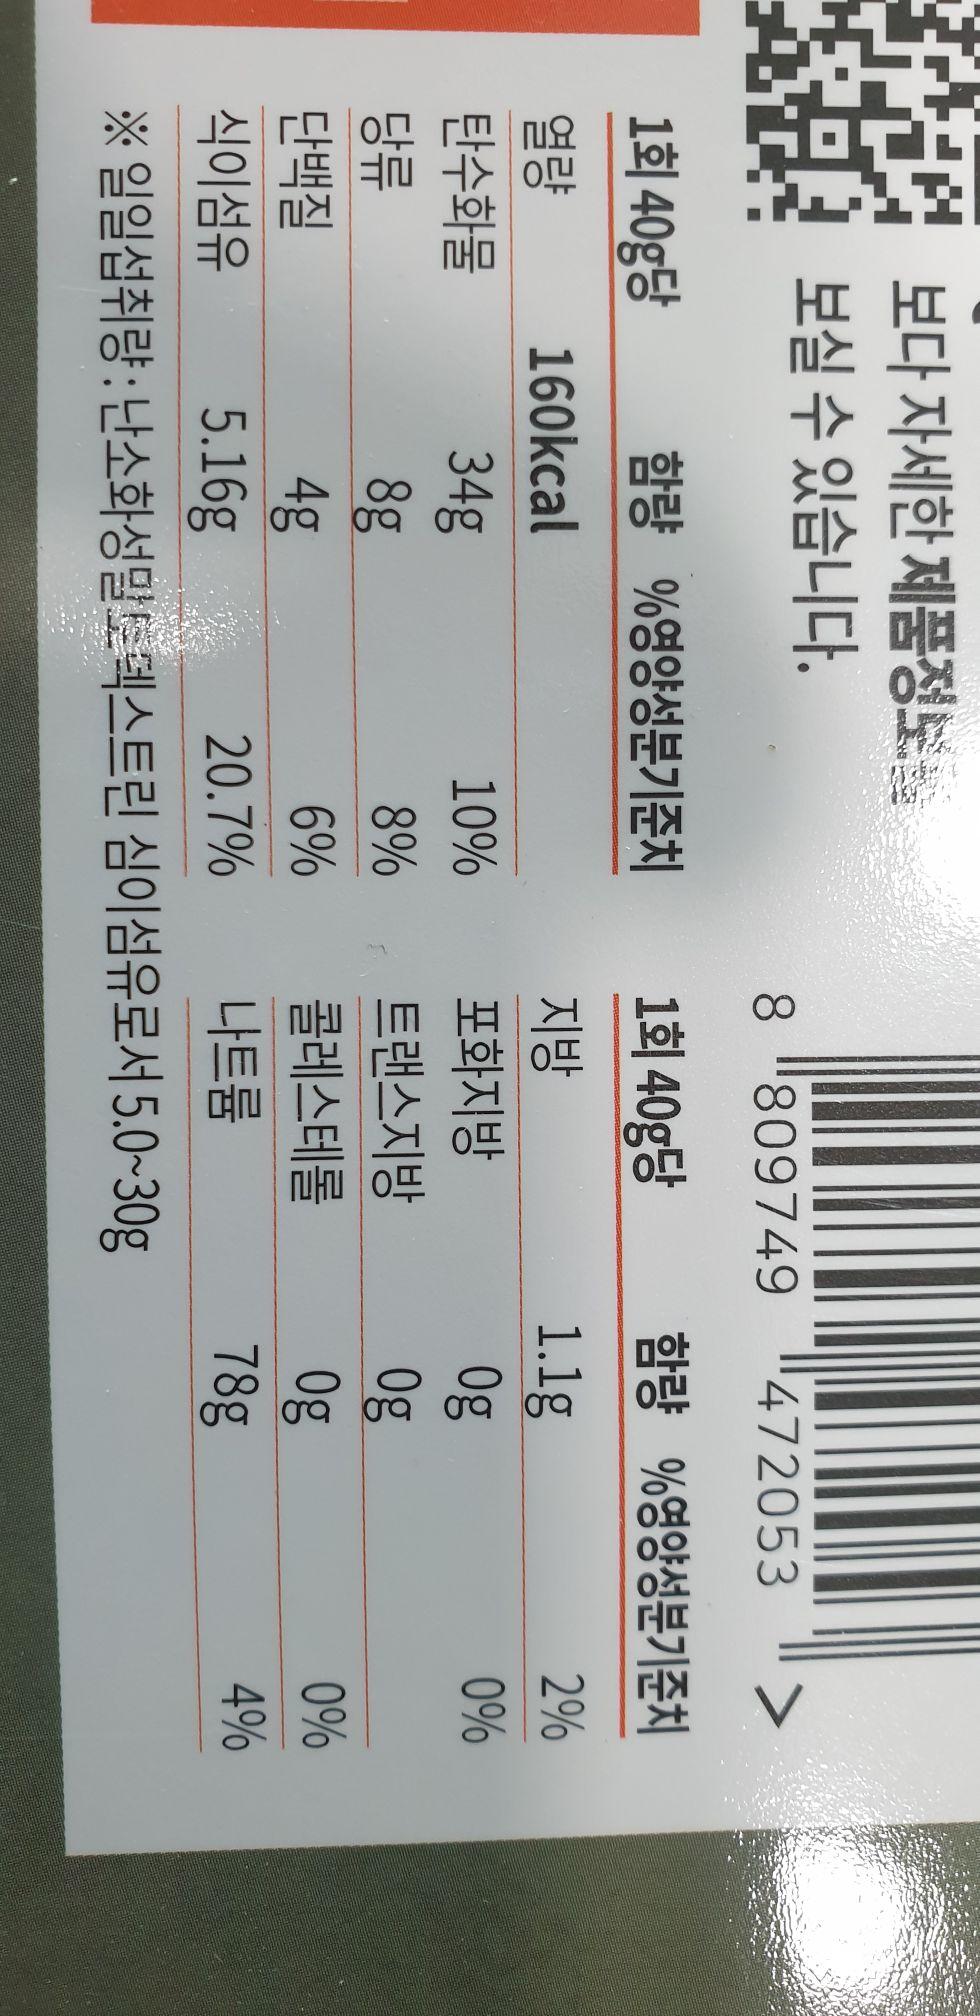 보다 자세한 제품정보를
보실 수 있습니다.
8 809749 472053 >
1회 40g당 함량 %영양성분기준치
열량 160kcal
탄수화물 34g 10%
당류 8g 8%
단백질 4g 6%
식이섬유 5.16g 20.7%
1회 40g당 함량 %영양성분기준치
지방 1.1g 2%
포화지방 0g 0%
트랜스지방 0g
콜레스테롤 0g 0%
나트륨 78g 4%
※ 일일섭취량 : 난소화성말토덱스트린 식이섬유로서 5.0~30g